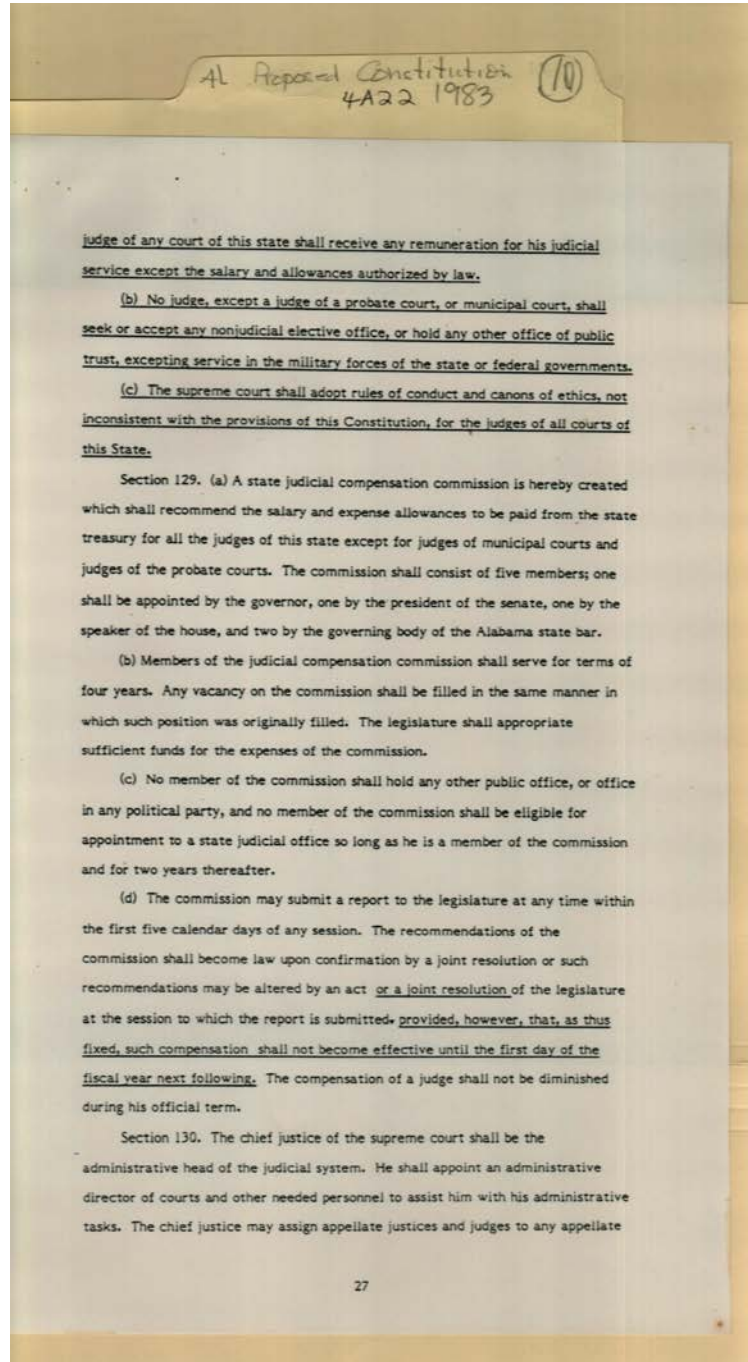 AL Proposed Constitution (10)
4A22 1983
judge of any court of this state shall receive any remuneration for his judicial
service except the salary and allowances authorized by law.
(b) No judge, except a judge of a probate court, or municipal court, shall
seek or accept any nonjudicial elective office, or hold any other office of public
trust, excepting service in the military forces of the state or federal governments.
(c) The supreme court shall adopt rules of conduct and canons of ethics, not
inconsistent with the provisions of this Constitution, for the judges of all courts of
this State.
Section 129. (a) A state judicial compensation commission is hereby created
which shall recommend the salary and expense allowances to be paid from the state
treasury for all the judges of this state except for judges of municipal courts and
judges of the probate courts. The commission shall consist of five members; one
shall be appointed by the governor, one by the president of the senate, one by the
speaker of the house, and two by the governing body of the Alabama state bar.
(b) Members of the judicial compensation commission shall serve for terms of
four years. Any vacancy on the commission shall be filled in the same manner in
which such position was originally filled. The legislature shall appropriate
sufficient funds for the expenses of the commission.
(c) No member of the commission shall hold any other public office, or office
in any political party, and no member of the commission shall be eligible for
appointment to a state judicial office so long as he is a member of the commission
and for two years thereafter.
(d) The commission may submit a report to the legislature at any time within
the first five calendar days of any session. The recommendations of the
commission shall become law upon confirmation by a joint resolution or such
recommendations may be altered by an act or a joint resolution of the legislature
at the session to which the report is submitted. provided, however, that, as thus
fixed, such compensation shall not become effective until the first day of the
fiscal year next following. The compensation of a judge shall not be diminished
during his official term.
Section 130. The chief justice of the supreme court shall be the
administrative head of the judicial system. He shall appoint an administrative
director of courts and other needed personnel to assist him with his administrative
tasks. The chief justice may assign appellate justices and judges to any appellate
27